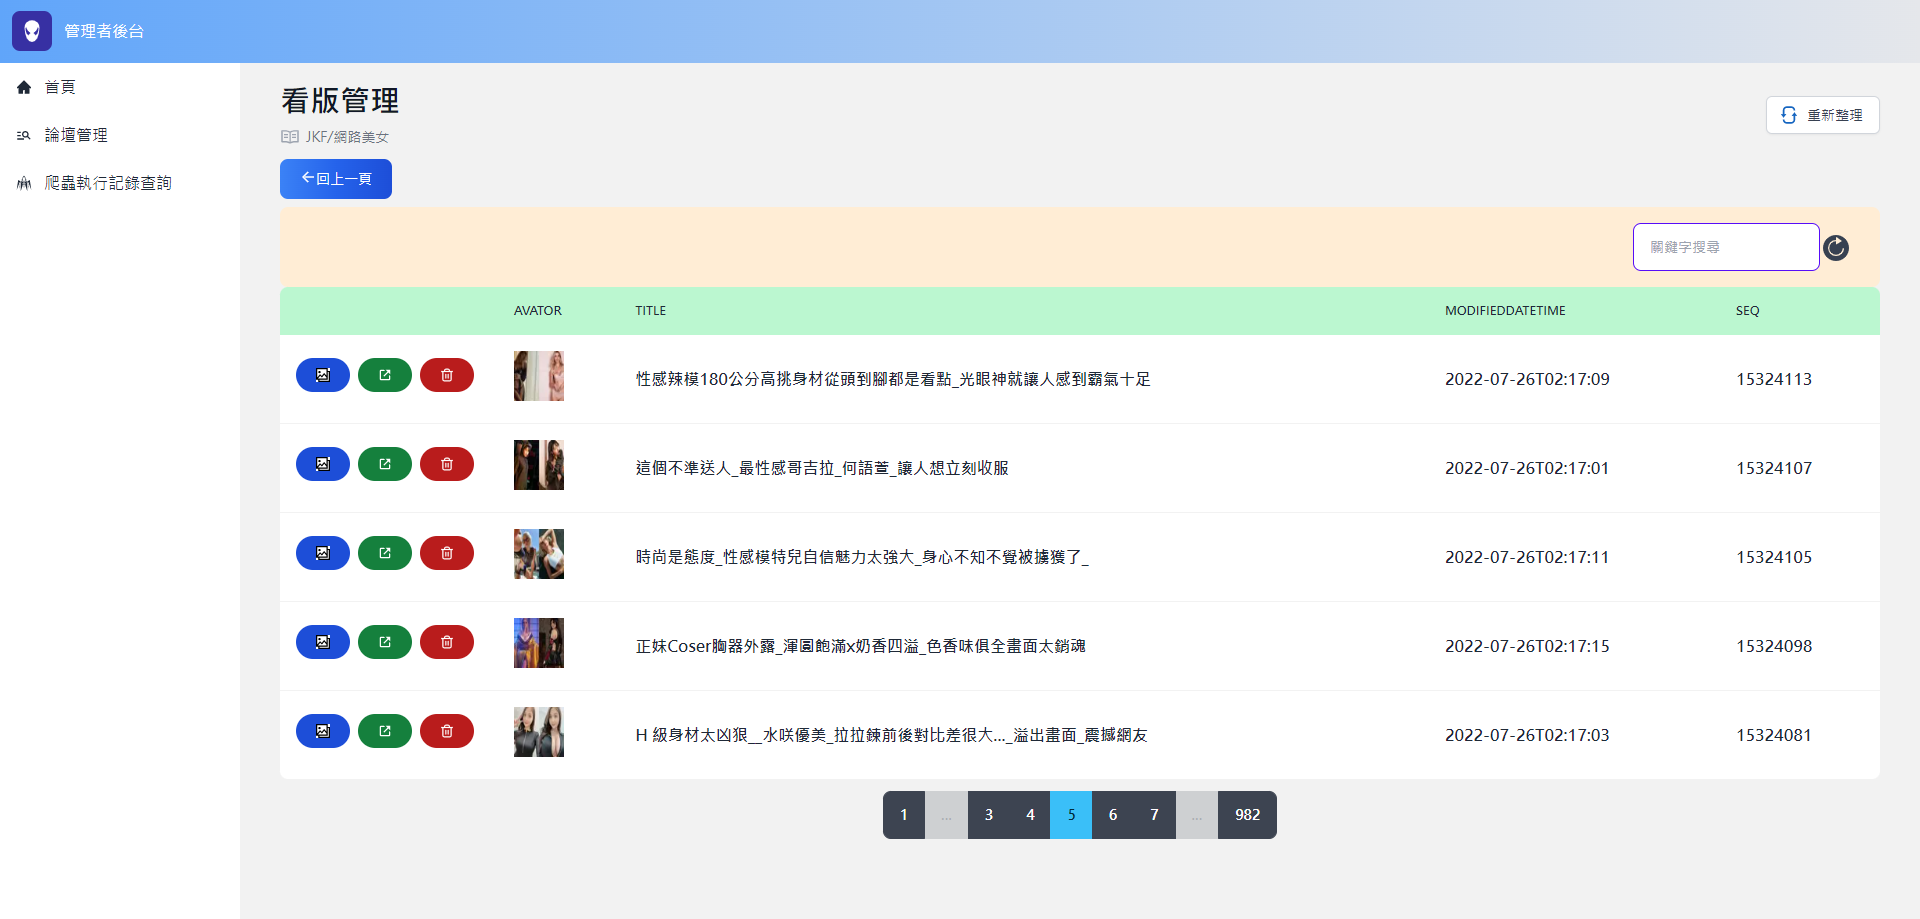 管理者後台
首頁
論壇管理
爬蟲執行記錄查詢
看版管理
JKF/網路美女
回上一頁
重新整理
關鍵字搜尋
AVATOR TITLE MODIFIEDDATETIME SEQ
性感辣模180公分高挑身材從頭到腳都是看點_光眼神就讓人感到霸氣十足 2022-07-26T02:17:09 15324113
這個不準送人_最性感哥吉拉_何語萱_讓人想立刻收服 2022-07-26T02:17:01 15324107
時尚是態度_性感模特兒自信魅力太強大_身心不知不覺被擄獲了_ 2022-07-26T02:17:11 15324105
正妹Coser胸器外露_渾圓飽滿x奶香四溢_色香味俱全畫面太銷魂 2022-07-26T02:17:15 15324098
H 級身材太凶狠__水咲優美_拉拉鍊前後對比差很大..._溢出畫面_震撼網友 2022-07-26T02:17:03 15324081
1 ... 3 4 5 6 7 ... 982